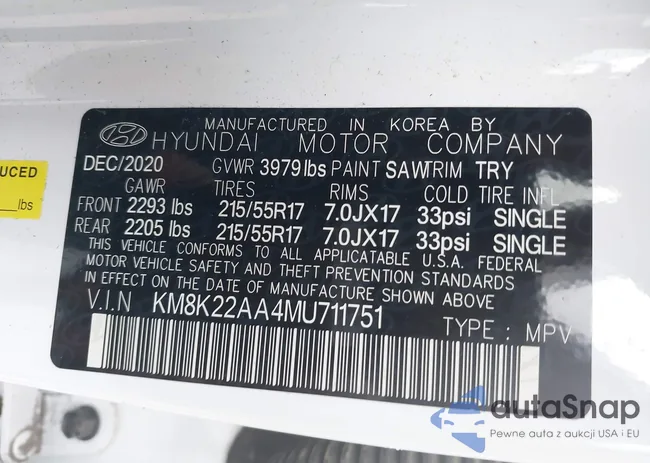 MANUFACTURED IN KOREA BY
HYUNDAI MOTOR COMPANY
DEC/2020 GVWR 3979lbs PAINT SAW TRIM TRY
GAWR TIRES RIMS COLD TIRE INFL
FRONT 2293 lbs 215/55R17 7.0JX17 33psi SINGLE
REAR 2205 lbs 215/55R17 7.0JX17 33psi SINGLE
THIS VEHICLE CONFORMS TO ALL APPLICATABLE U.S.A. FEDERAL
MOTOR VEHICLE SAFETY AND THEFT PREVENTION STANDARDS
IN EFFECT ON THE DATE OF MANUFACTURE SHOWN ABOVE
V.I.N KM8K22AA4MU711751
TYPE : MPV
UCED
lbs
autoSnap
Pewne auta z aukcji USA i EU